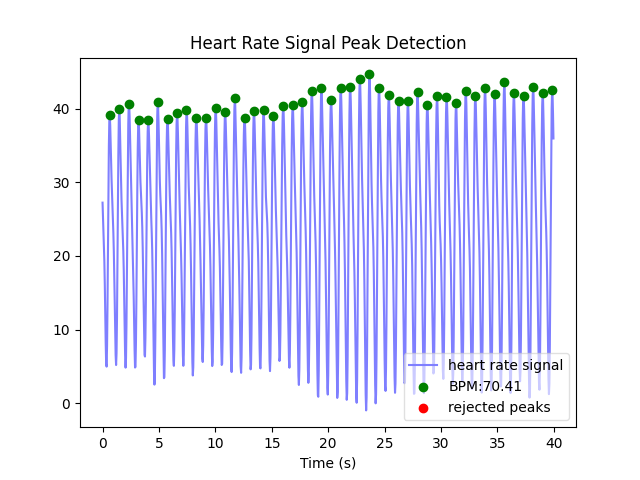 Heart Rate Signal Peak Detection
40
30
20
10
0
heart rate signal
BPM:70.41
rejected peaks
0 5 10 15 20 25 30 35 40
Time (s)